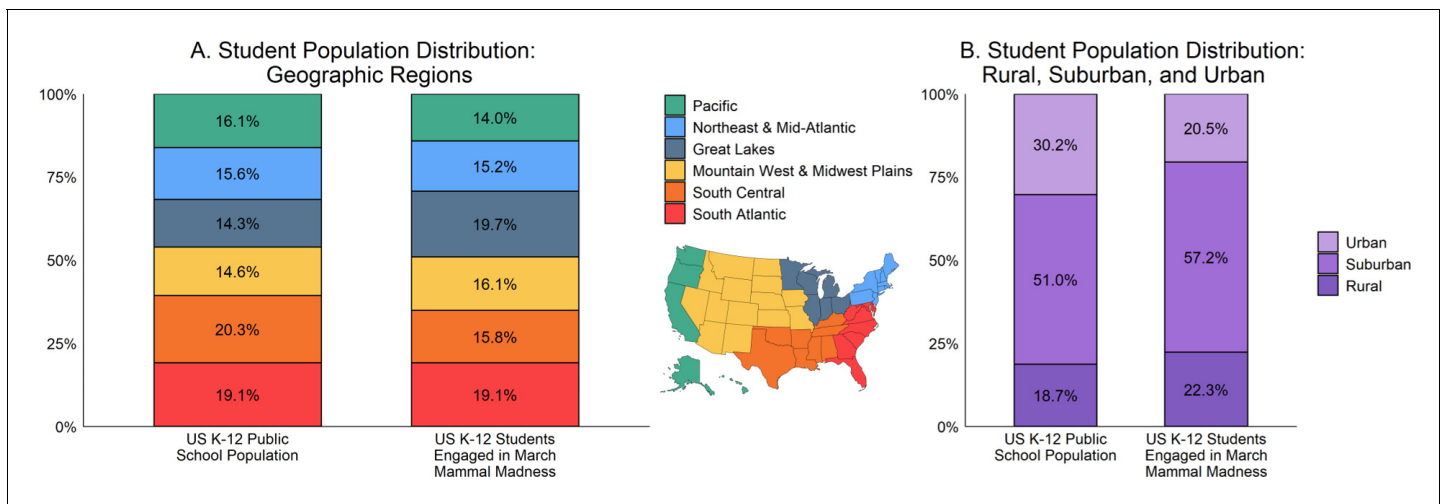 A. Student Population Distribution:
Geographic Regions
100%
75%
50%
25%
0%
16.1%
15.6%
14.3%
14.6%
20.3%
19.1%
14.0%
15.2%
19.7%
16.1%
15.8%
19.1%
US K-12 Public
School Population
US K-12 Students
Engaged in March
Mammal Madness
Pacific
Northeast & Mid-Atlantic
Great Lakes
Mountain West & Midwest Plains
South Central
South Atlantic
B. Student Population Distribution:
Rural, Suburban, and Urban
100%
75%
50%
25%
0%
30.2%
51.0%
18.7%
20.5%
57.2%
22.3%
US K-12 Public
School Population
US K-12 Students
Engaged in March
Mammal Madness
Urban
Suburban
Rural